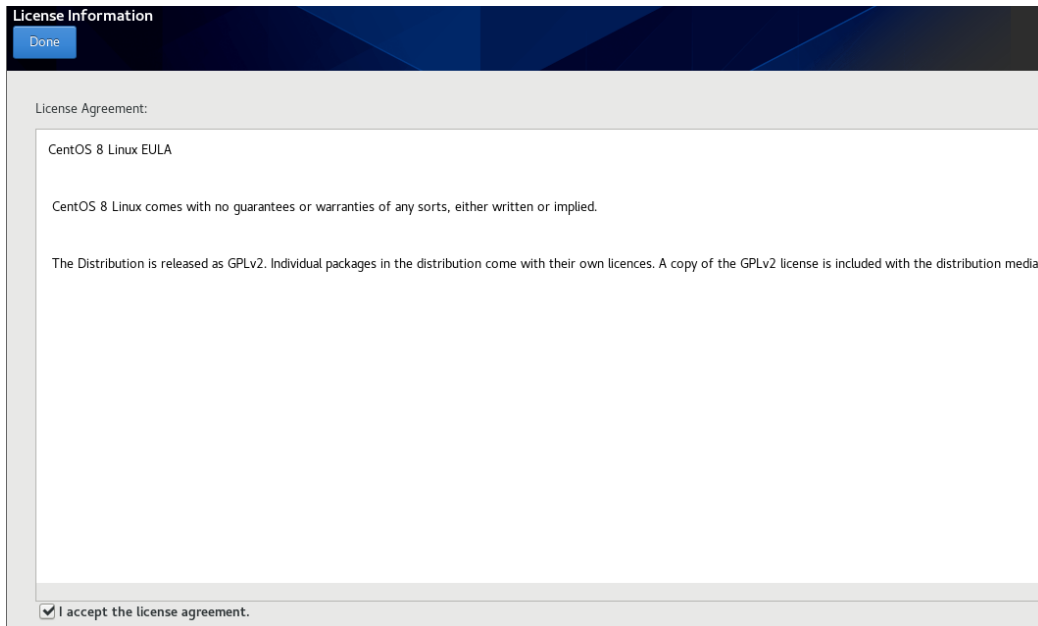 License Information
Done
License Agreement:
CentOS 8 Linux EULA
CentOS 8 Linux comes with no guarantees or warranties of any sorts, either written or implied.
The Distribution is released as GPLv2. Individual packages in the distribution come with their own licences. A copy of the GPLv2 license is included with the distribution media
I accept the license agreement.